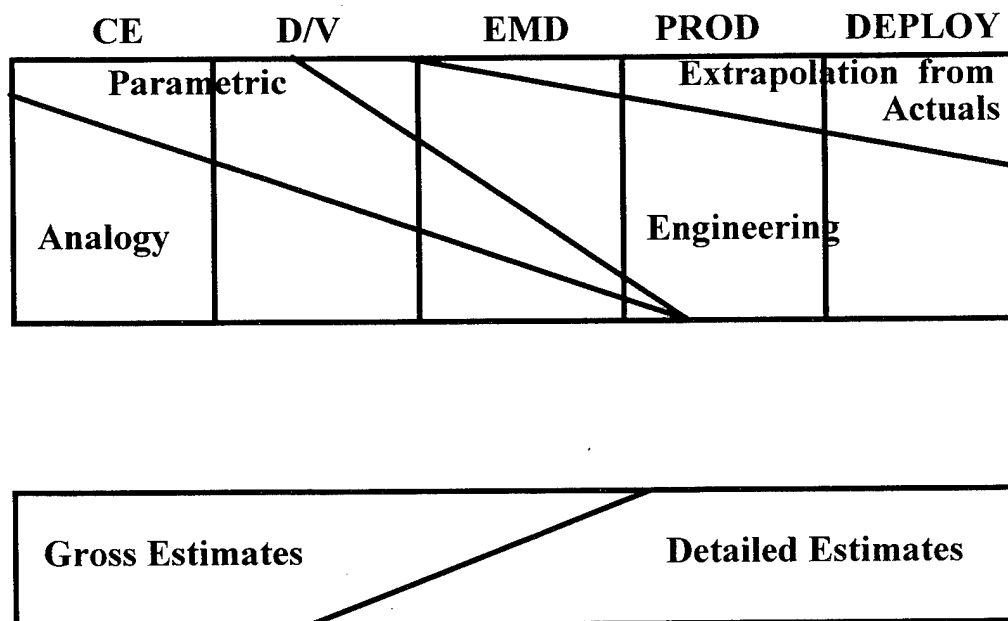 CE D/V EMD PROD DEPLOY
Parametric
Extrapolation from
Actuals
Analogy
Engineering
Gross Estimates
Detailed Estimates